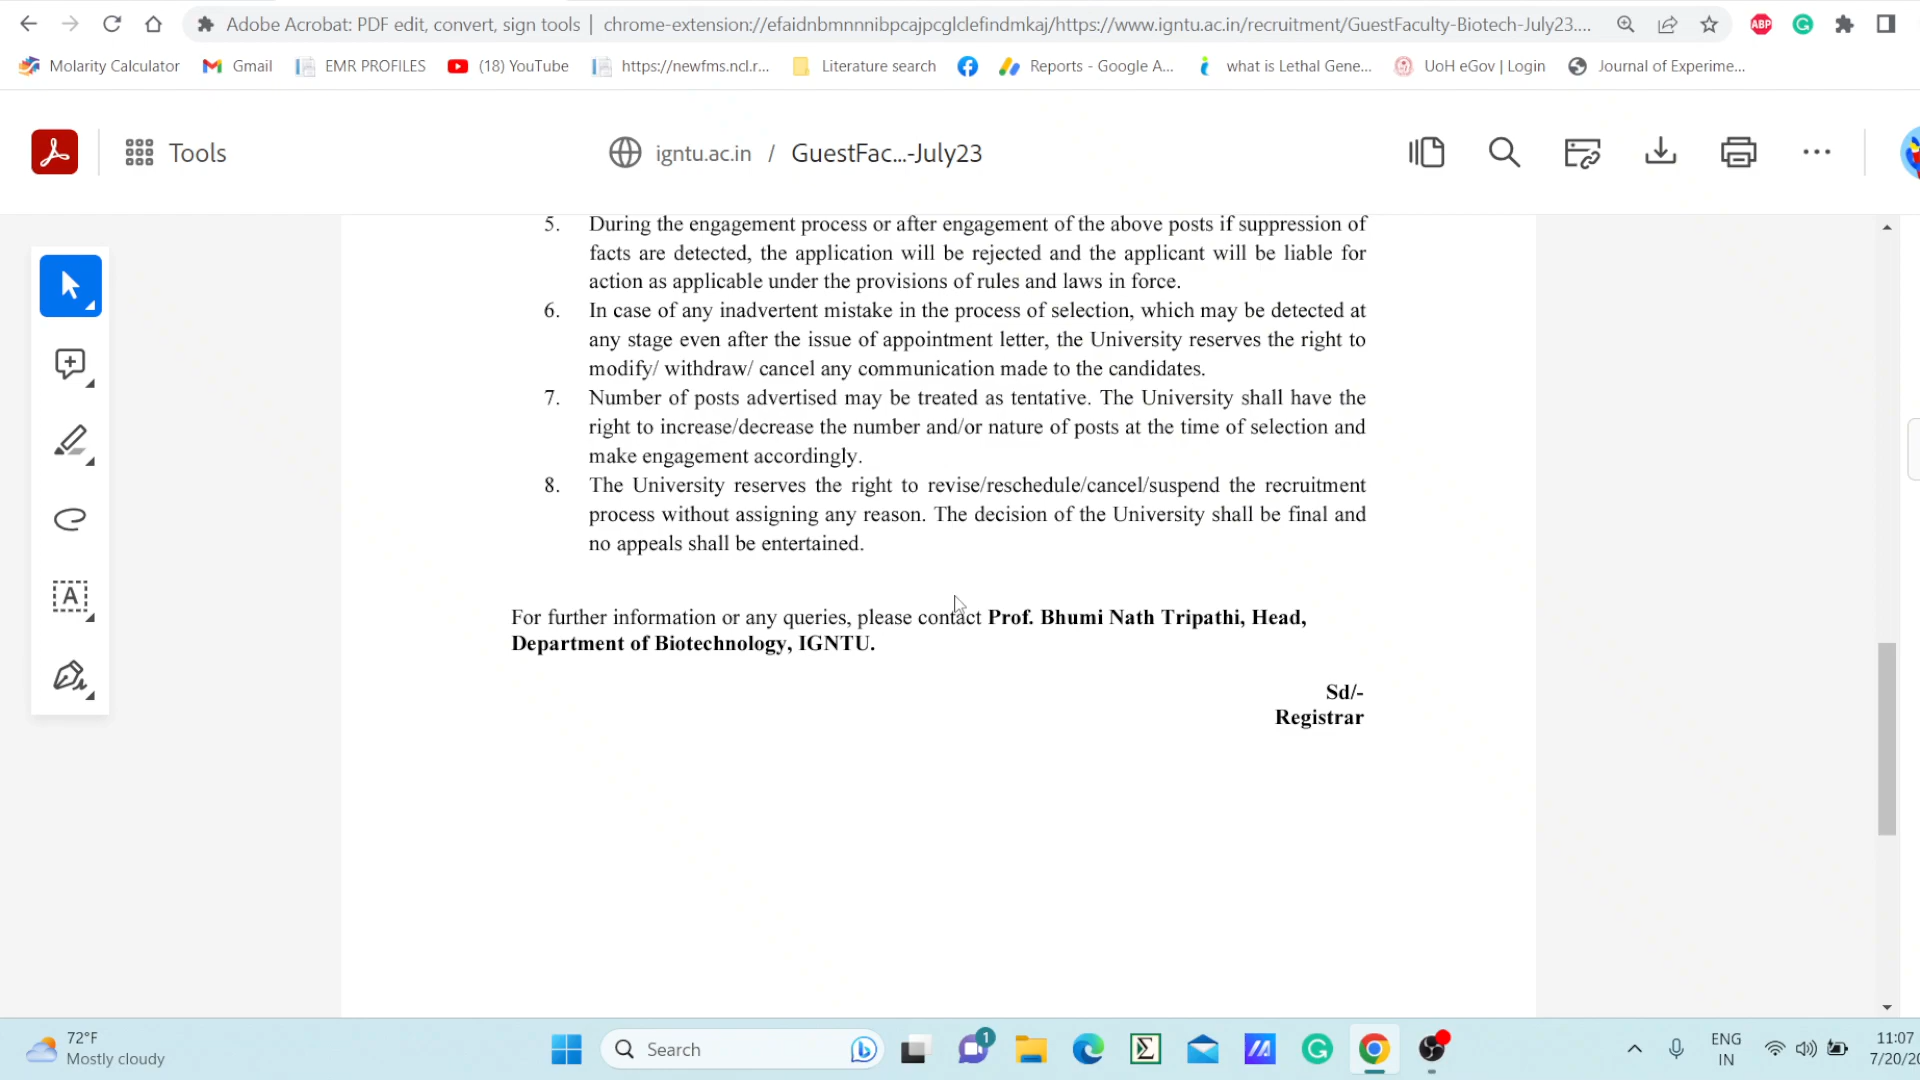 Adobe Acrobat: PDF edit, convert, sign tools | chrome-extension://efaidnbmnnnibpcajpcglclefindmkaj/https://www.igntu.ac.in/recruitment/GuestFaculty-Biotech-July23....
ABP
Molarity Calculator Gmail EMR PROFILES (18) YouTube https://newfms.ncl.r... Literature search Reports - Google A... what is Lethal Gene... UoH eGov | Login Journal of Experime...
Tools igntu.ac.in / GuestFac...-July23
5. During the engagement process or after engagement of the above posts if suppression of
facts are detected, the application will be rejected and the applicant will be liable for
action as applicable under the provisions of rules and laws in force.
6. In case of any inadvertent mistake in the process of selection, which may be detected at
any stage even after the issue of appointment letter, the University reserves the right to
modify/ withdraw/ cancel any communication made to the candidates.
7. Number of posts advertised may be treated as tentative. The University shall have the
right to increase/decrease the number and/or nature of posts at the time of selection and
make engagement accordingly.
8. The University reserves the right to revise/reschedule/cancel/suspend the recruitment
process without assigning any reason. The decision of the University shall be final and
no appeals shall be entertained.
For further information or any queries, please contact Prof. Bhumi Nath Tripathi, Head,
Department of Biotechnology, IGNTU.
Sd/-
Registrar
72°F
Mostly cloudy
Search
1
ENG
IN
11:07
7/20/20